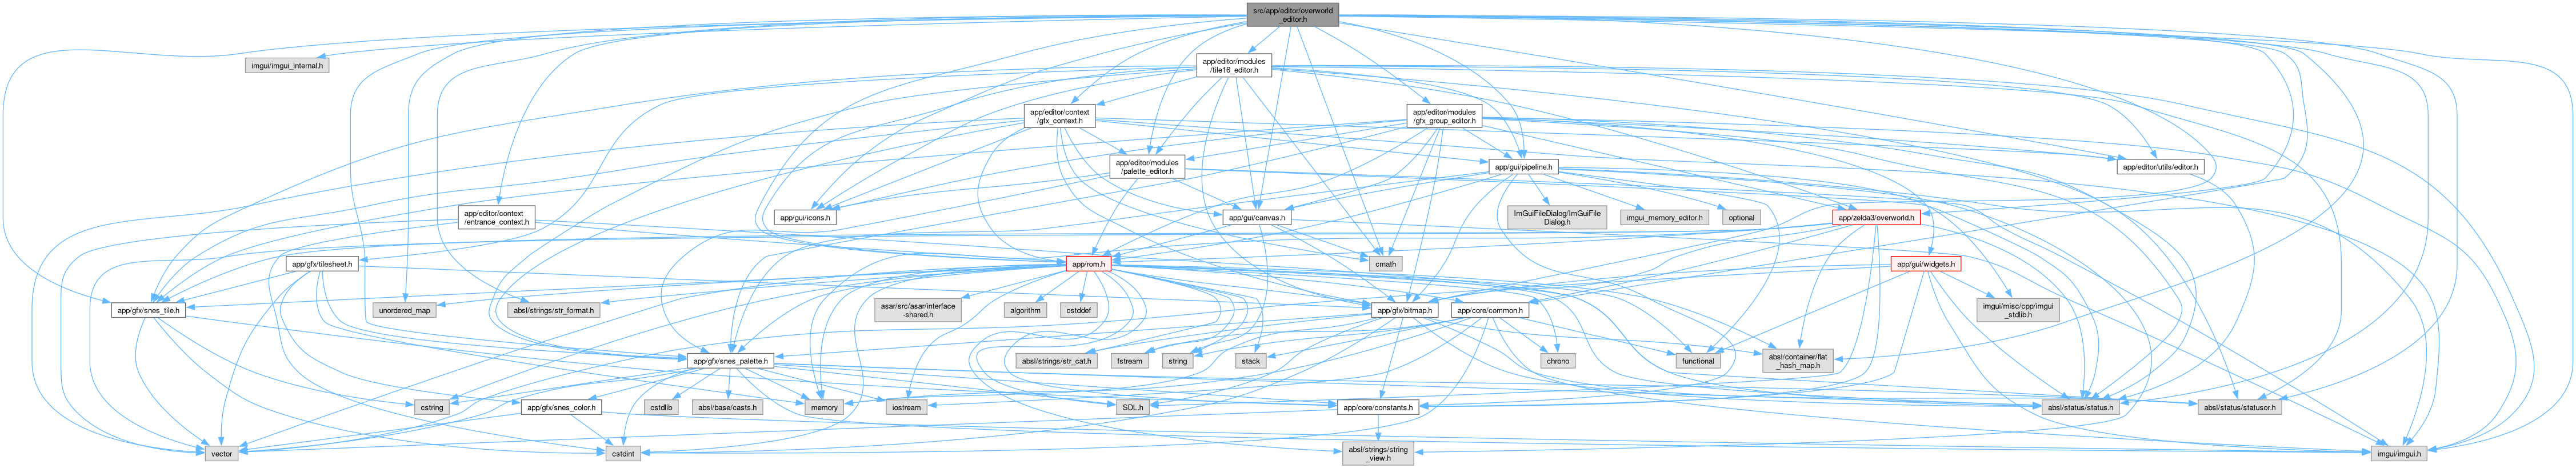 src/app/editor/overworld
_editor.h
imgui/imgui_internal.h
app/editor/modules
/tile16_editor.h
app/editor/context
/gfx_context.h
app/editor/modules
/gfx_group_editor.h
app/editor/modules
/palette_editor.h
app/gui/pipeline.h
app/editor/utils/editor.h
app/editor/context
/entrance_context.h
app/gui/icons.h
app/gui/canvas.h
ImGuiFileDialog/ImGuiFile
Dialog.h
imgui_memory_editor.h
optional
app/zelda3/overworld.h
app/gfx/tilesheet.h
app/rom.h
cmath
app/gui/widgets.h
app/gfx/snes_tile.h
unordered_map
absl/strings/str_format.h
asar/src/asar/interface
-shared.h
algorithm
cstddef
app/gfx/bitmap.h
app/core/common.h
imgui/misc/cpp/imgui
_stdlib.h
app/gfx/snes_palette.h
absl/strings/str_cat.h
fstream
string
stack
chrono
functional
absl/container/flat
_hash_map.h
cstring
app/gfx/snes_color.h
cstdlib
absl/base/casts.h
memory
iostream
SDL.h
app/core/constants.h
absl/status/status.h
absl/status/statusor.h
vector
cstdint
absl/strings/string
_view.h
imgui/imgui.h